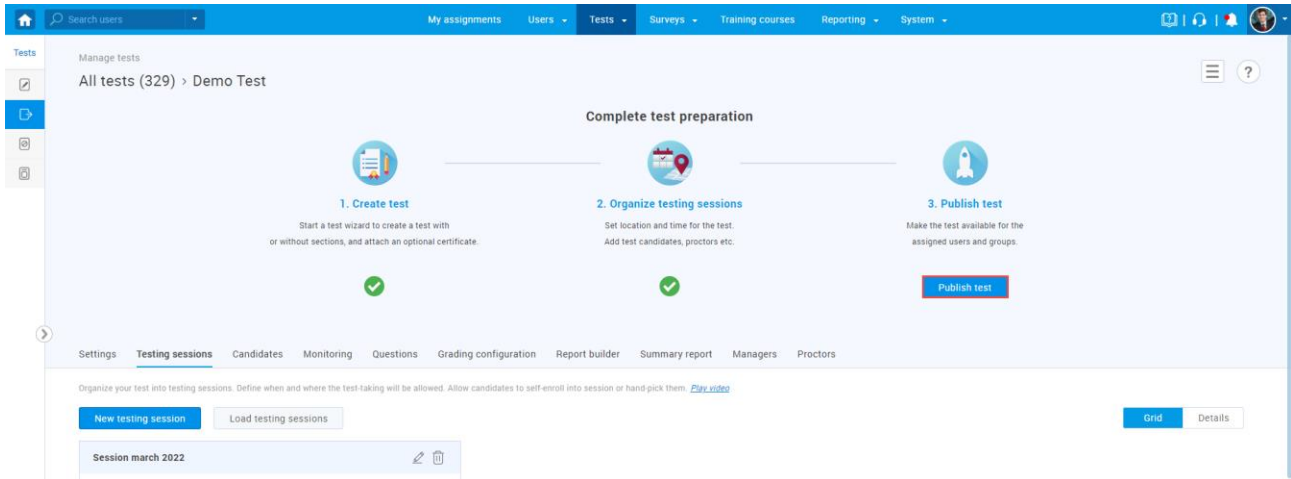 Search users
My assignments Users Tests Surveys Training courses Reporting System
Tests
Manage tests
All tests (329) > Demo Test
?
Complete test preparation
1. Create test
Start a test wizard to create a test with
or without sections, and attach an optional certificate.
2. Organize testing sessions
Set location and time for the test.
Add test candidates, proctors etc.
3. Publish test
Make the test available for the
assigned users and groups.
Publish test
Settings Testing sessions Candidates Monitoring Questions Grading configuration Report builder Summary report Managers Proctors
Organize your test into testing sessions. Define when and where the test-taking will be allowed. Allow candidates to self-enroll into session or hand-pick them. Play video
New testing session Load testing sessions Grid Details
Session march 2022